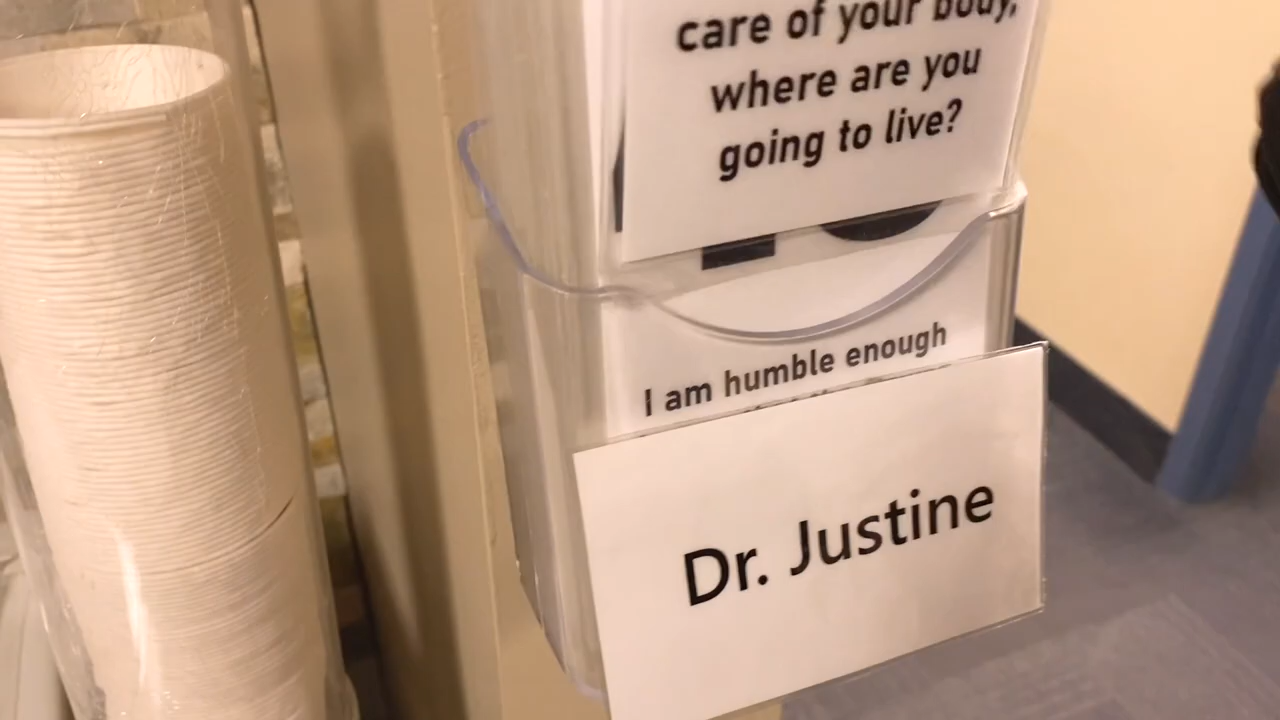 care of your body,
where are you
going to live?
I am humble enough
Dr. Justine